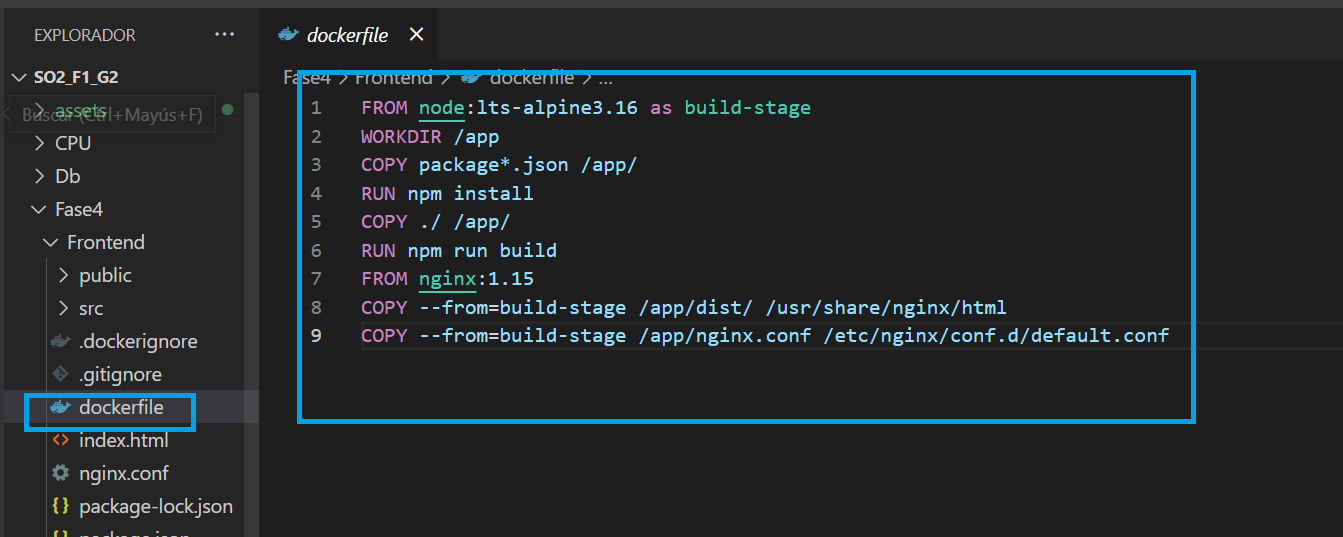 EXPLORADOR ...
SO2_F1_G2
assets
Buscar (Ctrl+Mayús+F)
CPU
Db
Fase4
Frontend
public
src
.dockerignore
.gitignore
dockerfile
index.html
nginx.conf
package-lock.json
package.json
dockerfile
Fase4 > Frontend > dockerfile > ...
1 FROM node:lts-alpine3.16 as build-stage
2 WORKDIR /app
3 COPY package*.json /app/
4 RUN npm install
5 COPY ./ /app/
6 RUN npm run build
7 FROM nginx:1.15
8 COPY --from=build-stage /app/dist/ /usr/share/nginx/html
9 COPY --from=build-stage /app/nginx.conf /etc/nginx/conf.d/default.conf